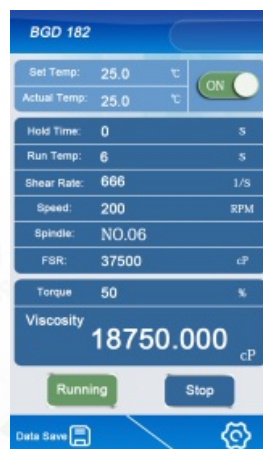 BGD 182
Set Temp: 25.0 ℃
ON
Actual Temp: 25.0 ℃
Hold Time: 0 S
Run Temp: 6 S
Shear Rate: 666 1/S
Speed: 200 RPM
Spindle: NO.06
FSR: 37500 cP
Torque 50 %
Viscosity
18750.000 cP
Running Stop
Data Save